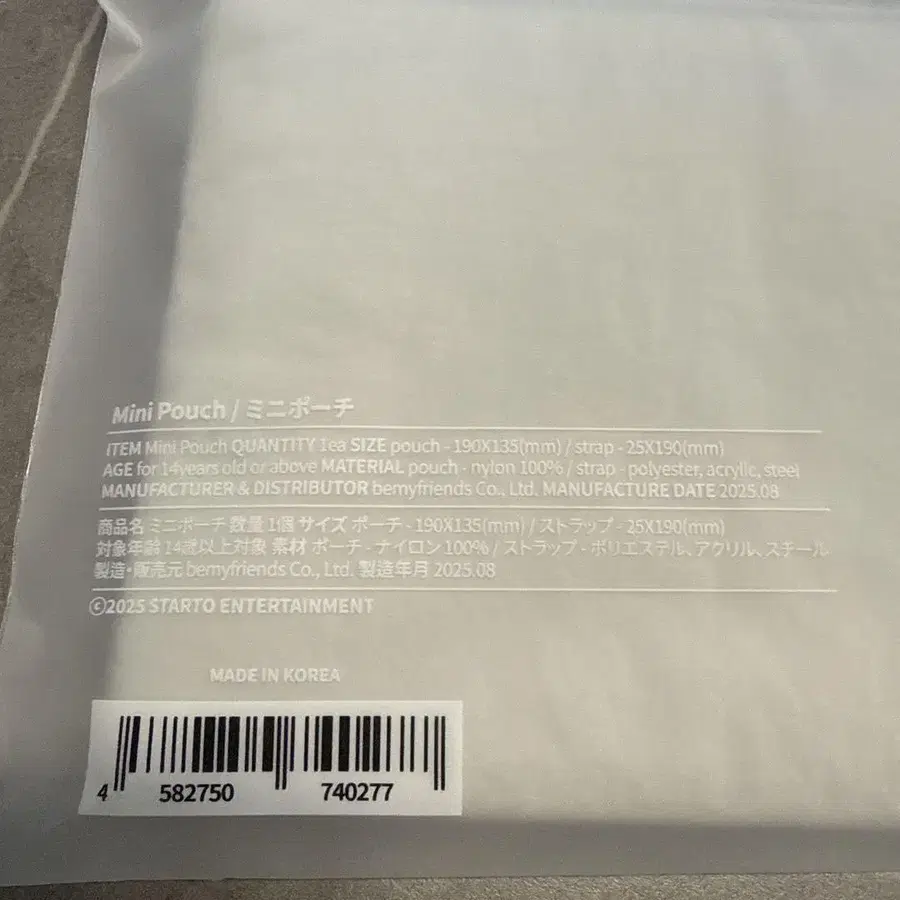 Mini Pouch / ミニポーチ
ITEM Mini Pouch QUANTITY 1ea SIZE pouch - 190X135(mm) / strap - 25X190(mm)
AGE for 14years old or above MATERIAL pouch - nylon 100% / strap - polyester, acrylic, steel
MANUFACTURER & DISTRIBUTOR bemyfriends Co., Ltd. MANUFACTURE DATE 2025.08
商品名 ミニポーチ 数量 1個 サイズ ポーチ - 190X135(mm) / ストラップ - 25X190(mm)
対象年齢 14歳以上対象 素材 ポーチ - ナイロン 100% / ストラップ - ポリエステル、アクリル、スチール
製造・販売元 bemyfriends Co., Ltd. 製造年月 2025.08
©2025 STARTO ENTERTAINMENT
MADE IN KOREA
4 582750 740277